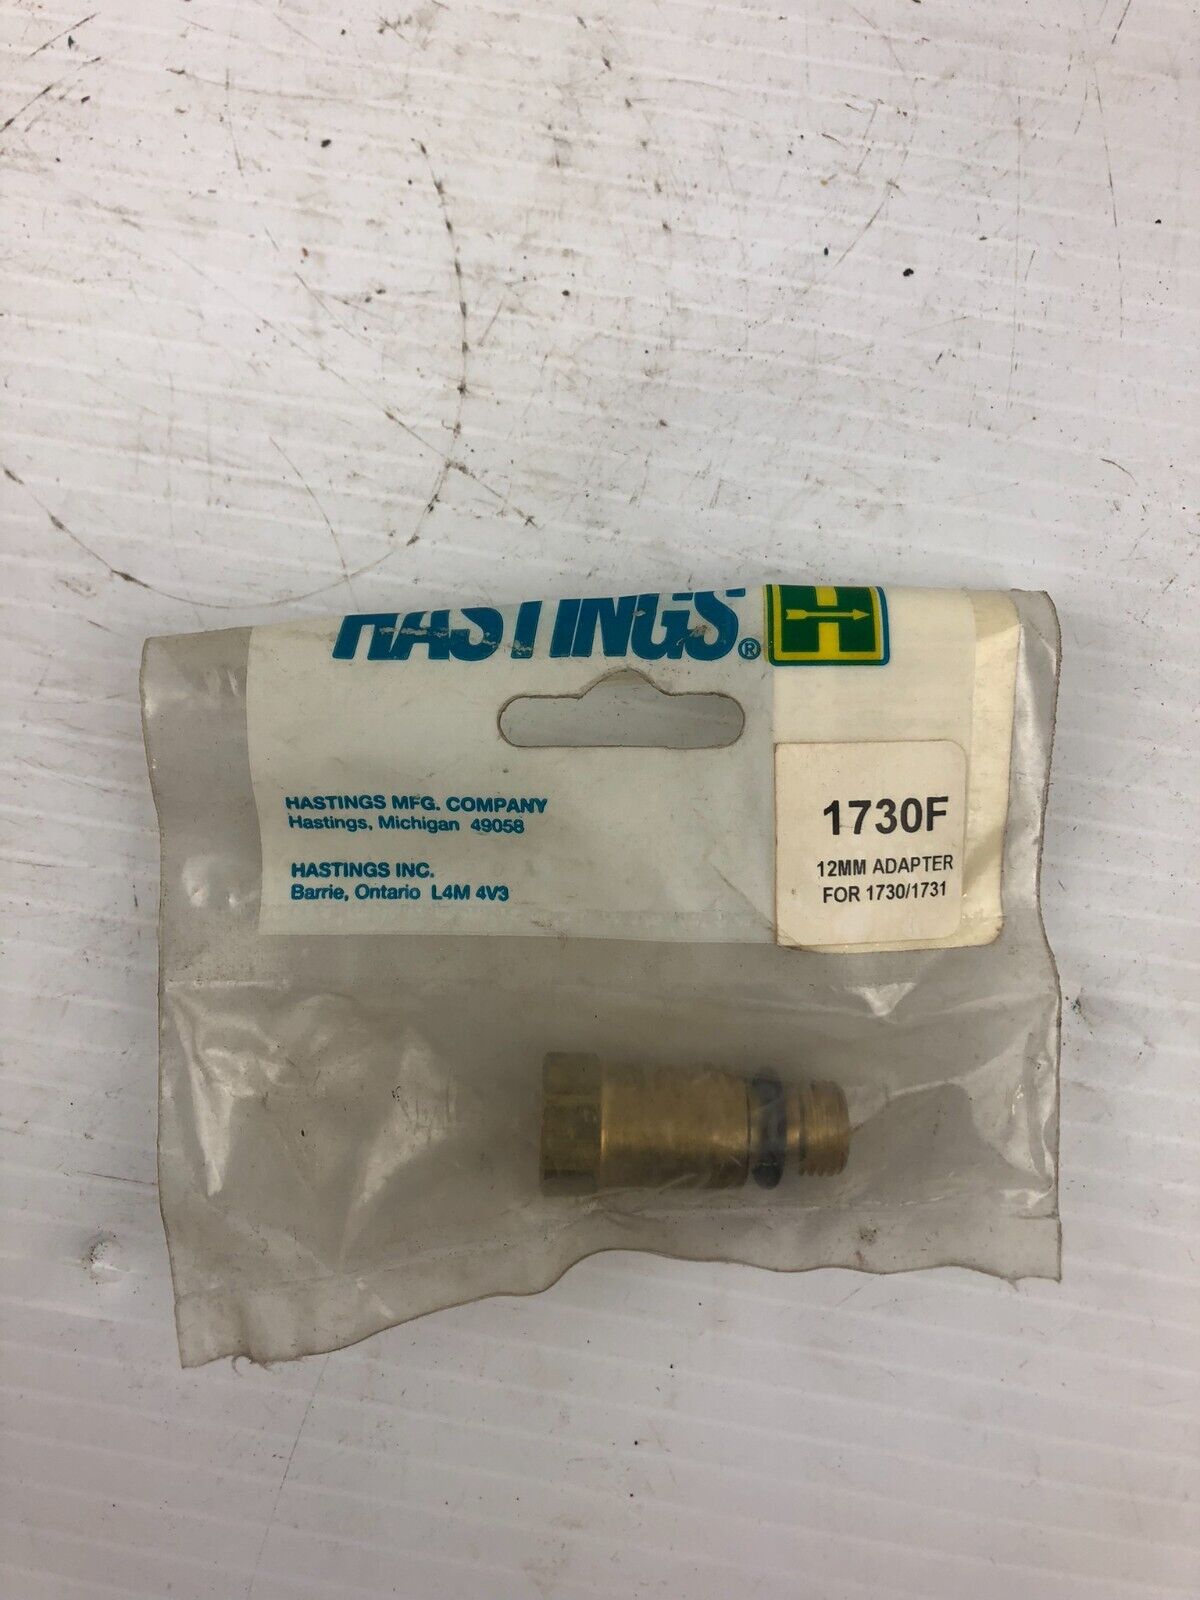 HASTINGS® H
HASTINGS MFG. COMPANY
Hastings, Michigan 49058
HASTINGS INC.
Barrie, Ontario L4M 4V3
1730F
12MM ADAPTER
FOR 1730/1731